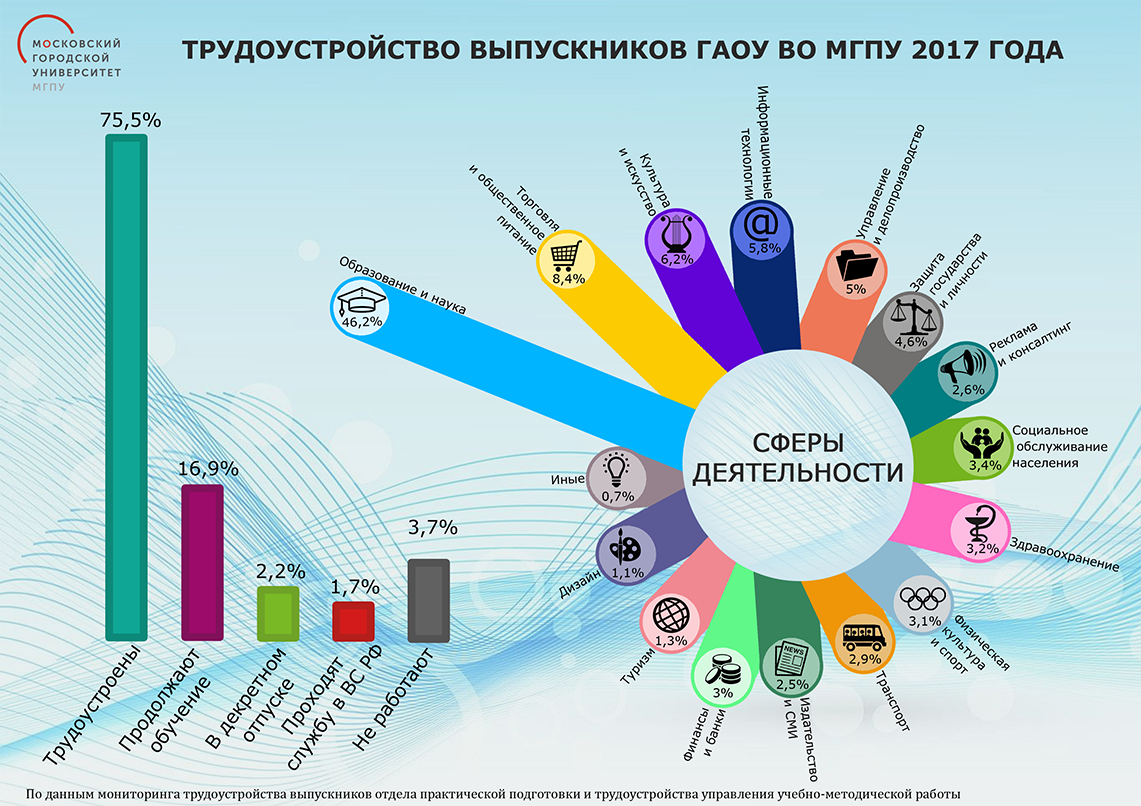 МОСКОВСКИЙ
ГОРОДСКОЙ
УНИВЕРСИТЕТ
МГПУ
ТРУДОУСТРОЙСТВО ВЫПУСКНИКОВ ГАОУ ВО МГПУ 2017 ГОДА
75,5%
16,9%
2,2%
1,7%
3,7%
Трудоустроены
Продолжают
обучение
В декретном
отпуске
Проходят
службу в ВС РФ
Не работают
СФЕРЫ
ДЕЯТЕЛЬНОСТИ
Образование и наука
46,2%
Торговля
и общественное
питание
8,4%
Культура
и искусство
6,2%
Информационные
технологии
@
5,8%
Управление
и делопроизводство
5%
Защита
государства
и личности
4,6%
Реклама
и консалтинг
2,6%
Социальное
обслуживание
населения
3,4%
Здравоохранение
3,2%
Физическая
культура
и спорт
3,1%
Транспорт
2,9%
Издательство
и СМИ
NEWS
2,5%
Финансы
и банки
3%
Туризм
1,3%
Дизайн
1,1%
Иные
0,7%
По данным мониторинга трудоустройства выпускников отдела практической подготовки и трудоустройства управления учебно-методической работы